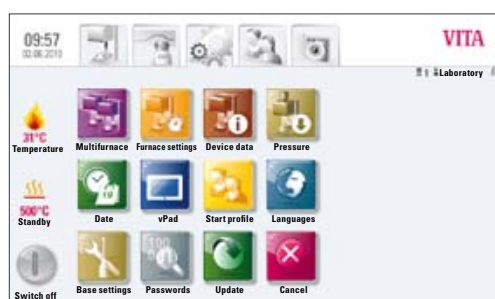 09:57
02.06.2010
VITA
Laboratory
31°C
Temperature
Multifurnace
Furnace settings
Device data
Pressure
500°C
Standby
Date
vPad
Start profile
Languages
Switch off
Base settings
Passwords
Update
Cancel